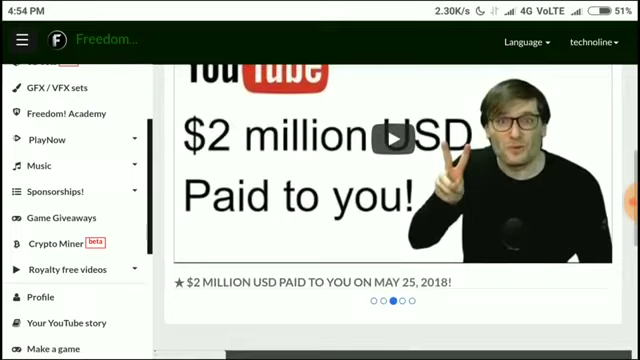 4:54 PM
2.30K/s
4G VoLTE
51%
Freedom...
Language
technoline
GFX / VFX sets
Freedom! Academy
PlayNow
Music
Sponsorships!
Game Giveaways
Crypto Miner beta
Royalty free videos
Profile
Your YouTube story
Make a game
YouTube
$2 million USD
Paid to you!
★ $2 MILLION USD PAID TO YOU ON MAY 25, 2018!